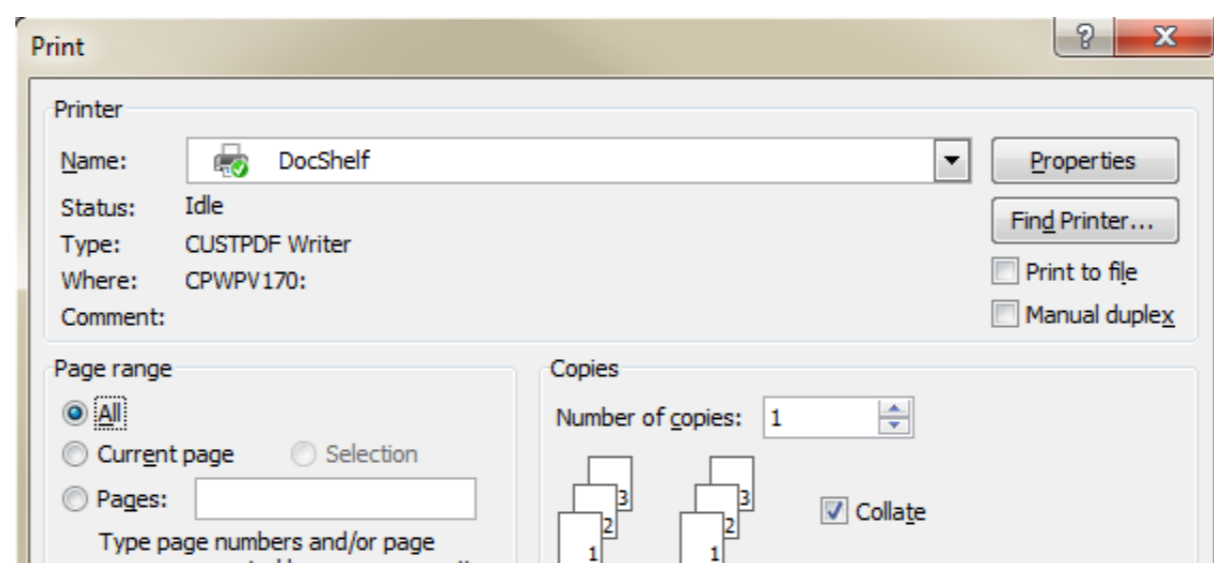 Print
Printer
Name: DocShelf Properties
Status: Idle Find Printer...
Type: CUSTPDF Writer
Where: CPWPV170: Print to file
Comment: Manual duplex
Page range
All
Current page Selection
Pages:
Type page numbers and/or page
Copies
Number of copies: 1
3 3
2 2
1 1
Collate